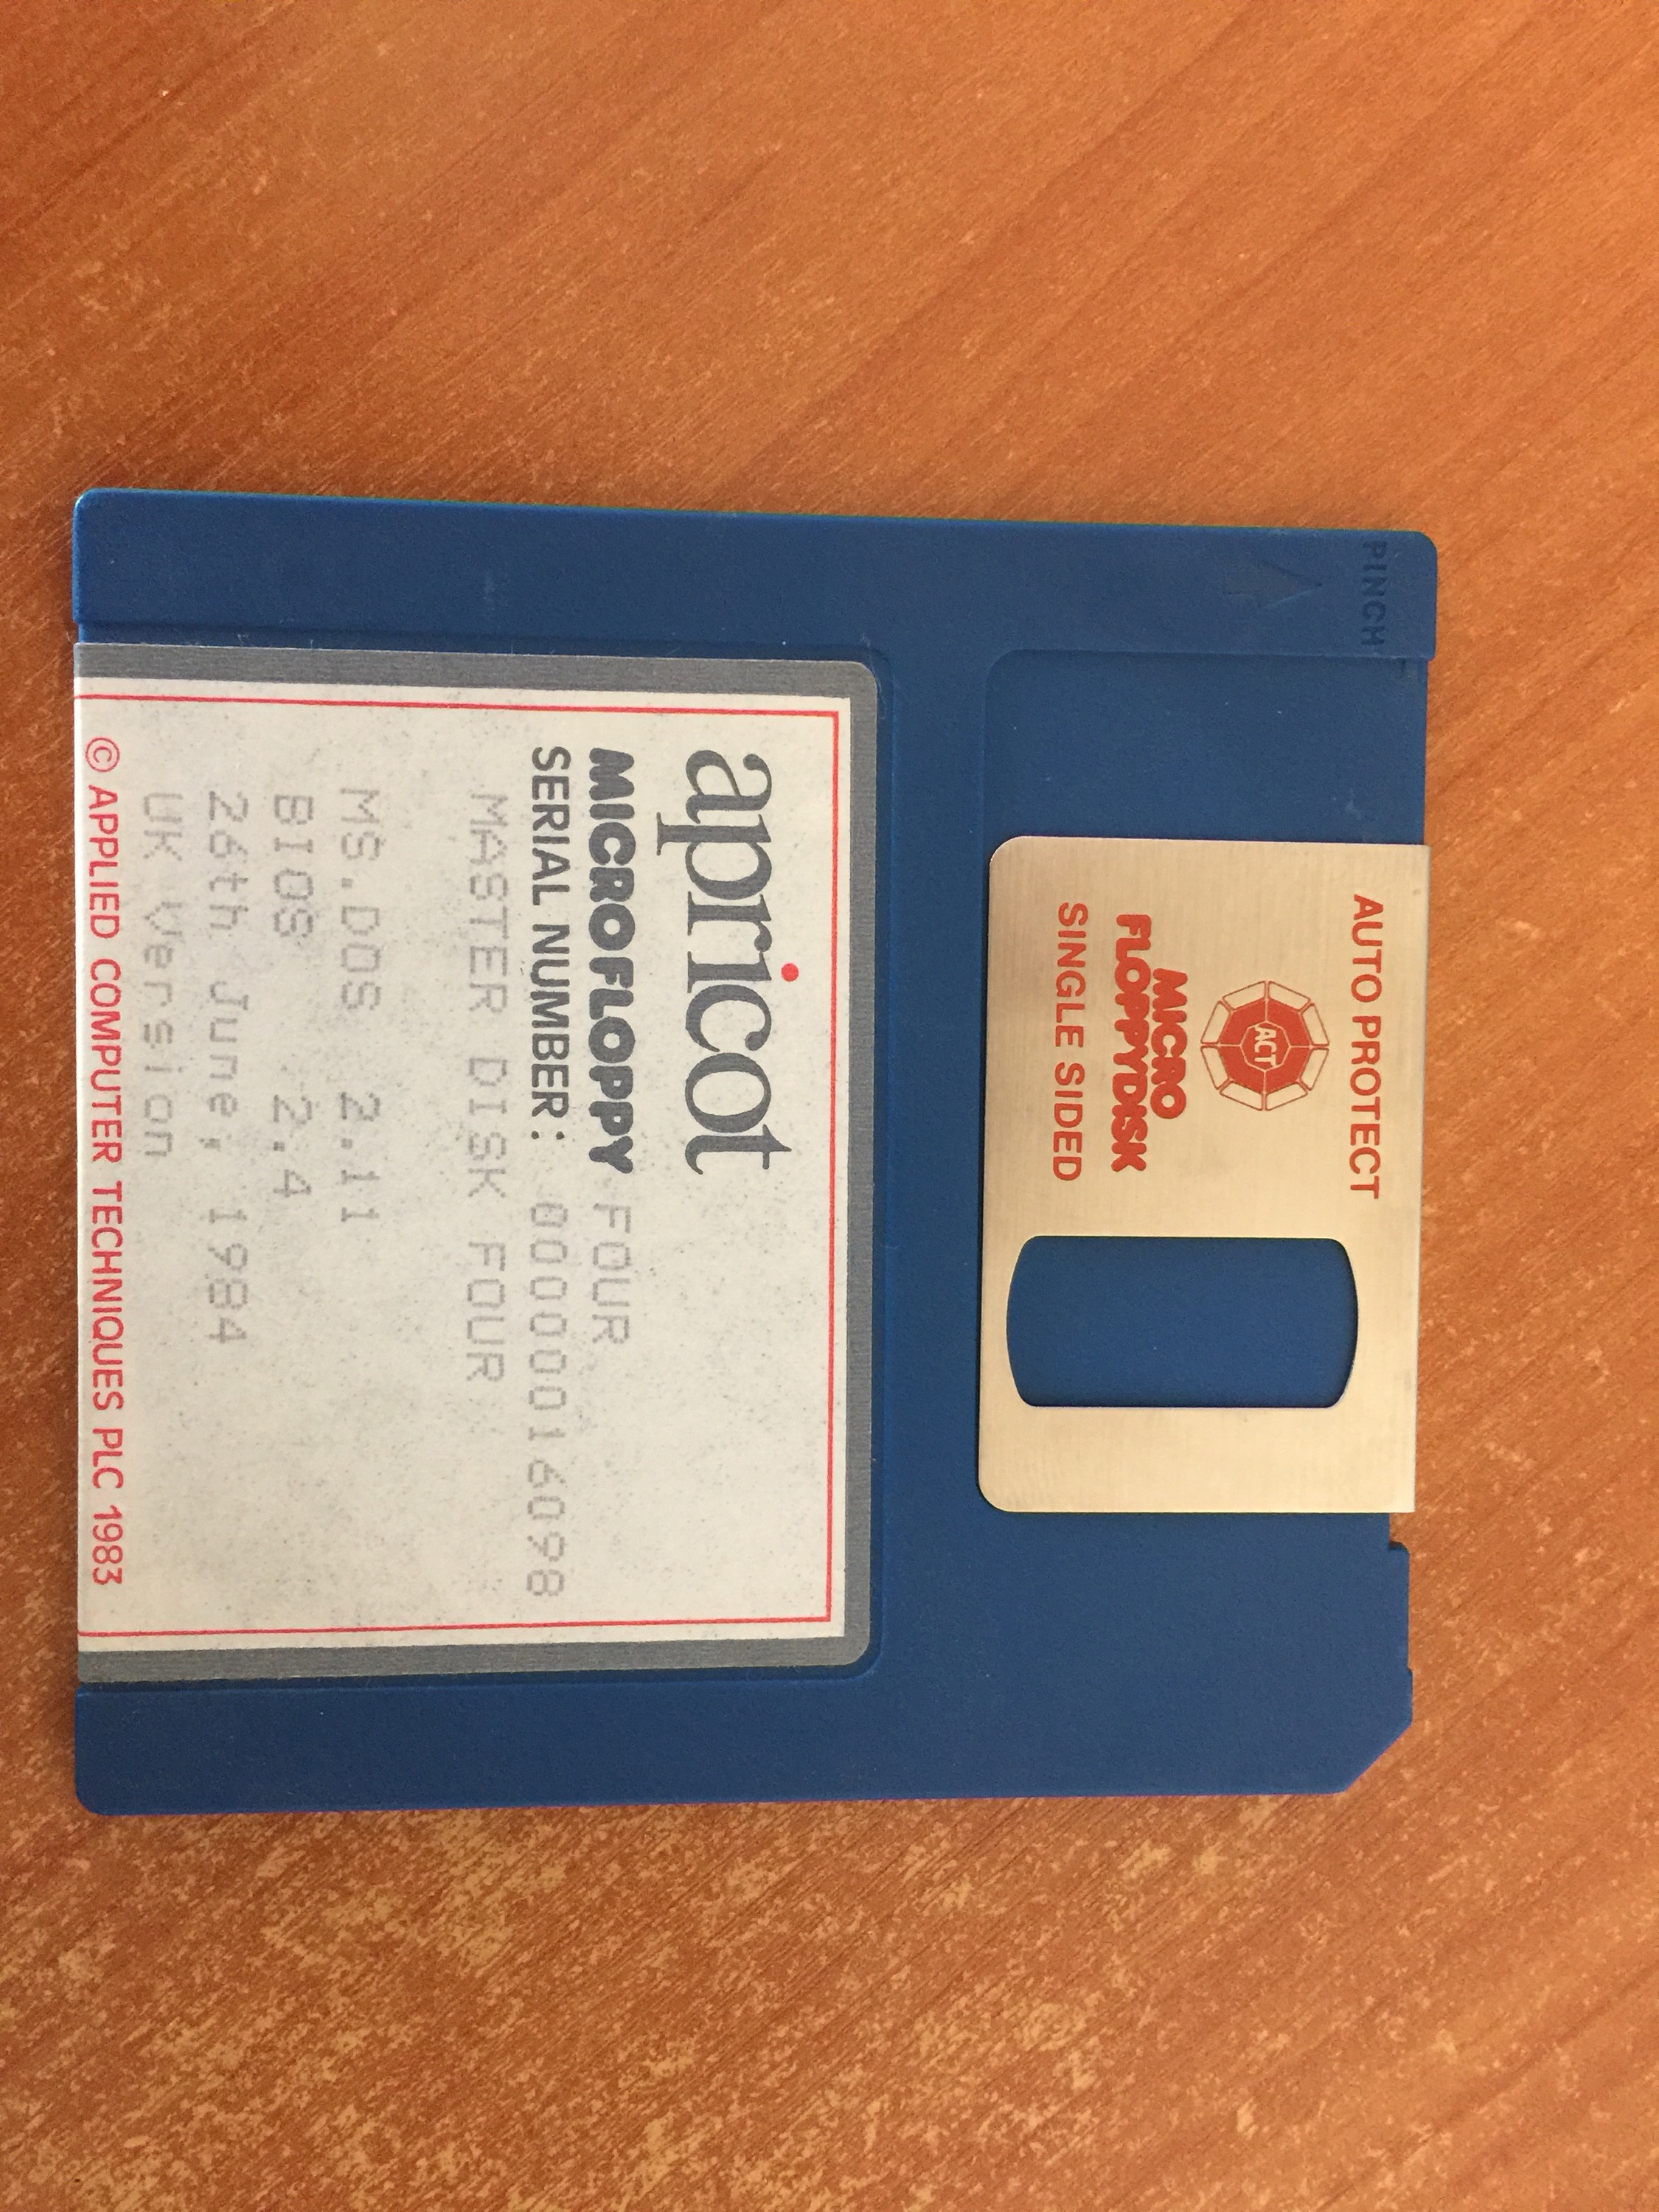 apricot
MICROFLOPPY FOUR
SERIAL NUMBER: 000000016098
MASTER DISK FOUR
MS.DOS 2.11
BIOS 2.4
26th June, 1984
UK Version
© APPLIED COMPUTER TECHNIQUES PLC 1983
PINCH
AUTO PROTECT
ACT
MICRO
FLOPPYDISK
SINGLE SIDED